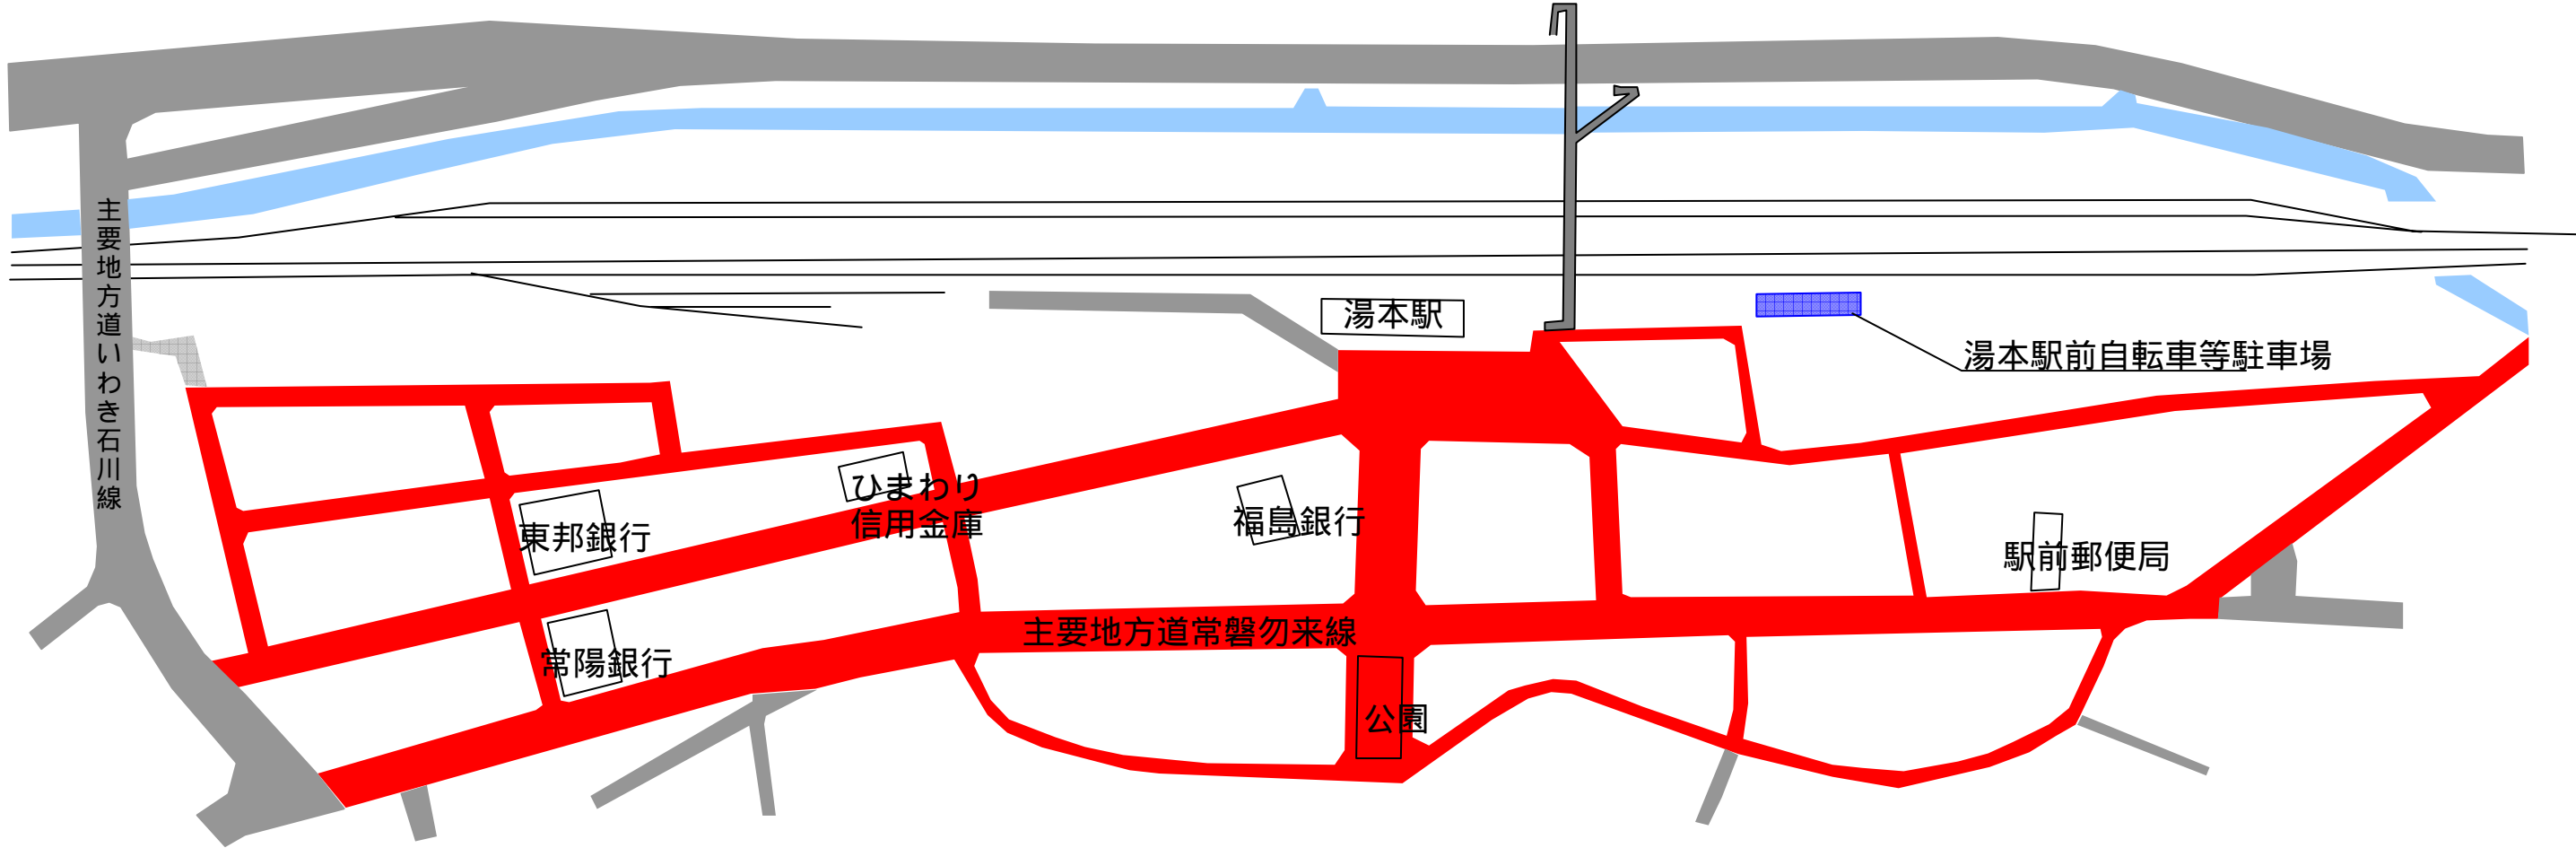 主要地方道いわき石川線
湯本駅
湯本駅前自転車等駐車場
ひまわり
信用金庫
東邦銀行
福島銀行
駅前郵便局
主要地方道常磐勿来線
常陽銀行
公園